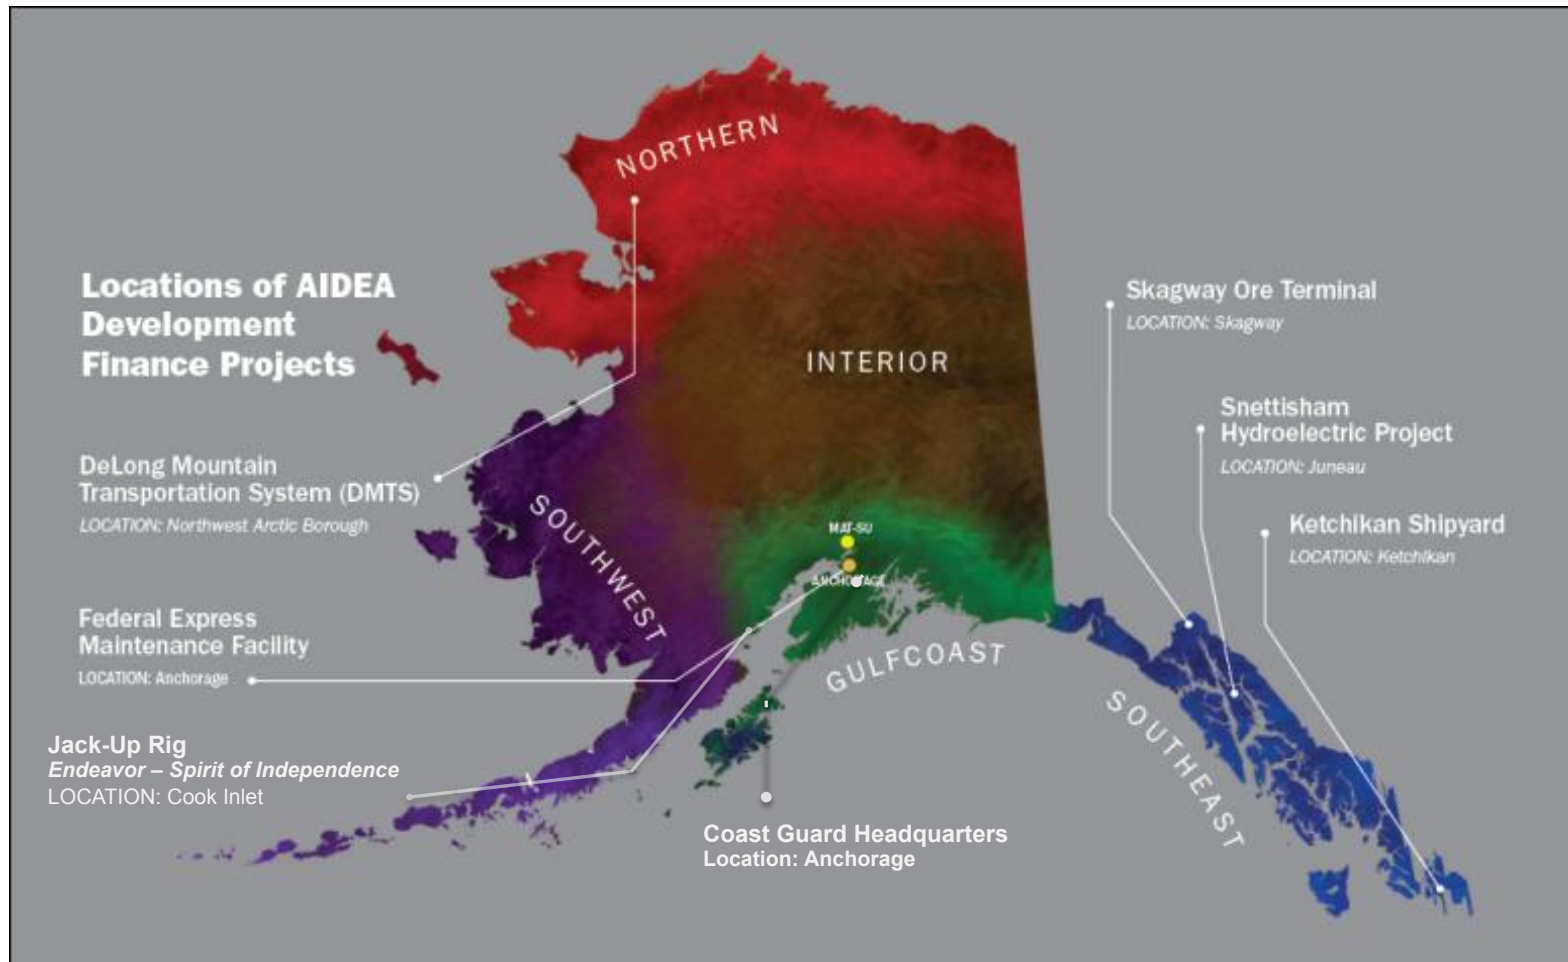 NORTHERN
Locations of AIDEA
Development
Finance Projects
INTERIOR
Skagway Ore Terminal
LOCATION: Skagway
Snettisham
Hydroelectric Project
LOCATION: Juneau
DeLong Mountain
Transportation System (DMTS)
LOCATION: Northwest Arctic Borough
SOUTHWEST
Ketchikan Shipyard
LOCATION: Ketchikan
MAT-SU
ANCHORAGE
Federal Express
Maintenance Facility
LOCATION: Anchorage
GULFCOAST
SOUTHEAST
Jack-Up Rig
Endeavor – Spirit of Independence
LOCATION: Cook Inlet
Coast Guard Headquarters
Location: Anchorage